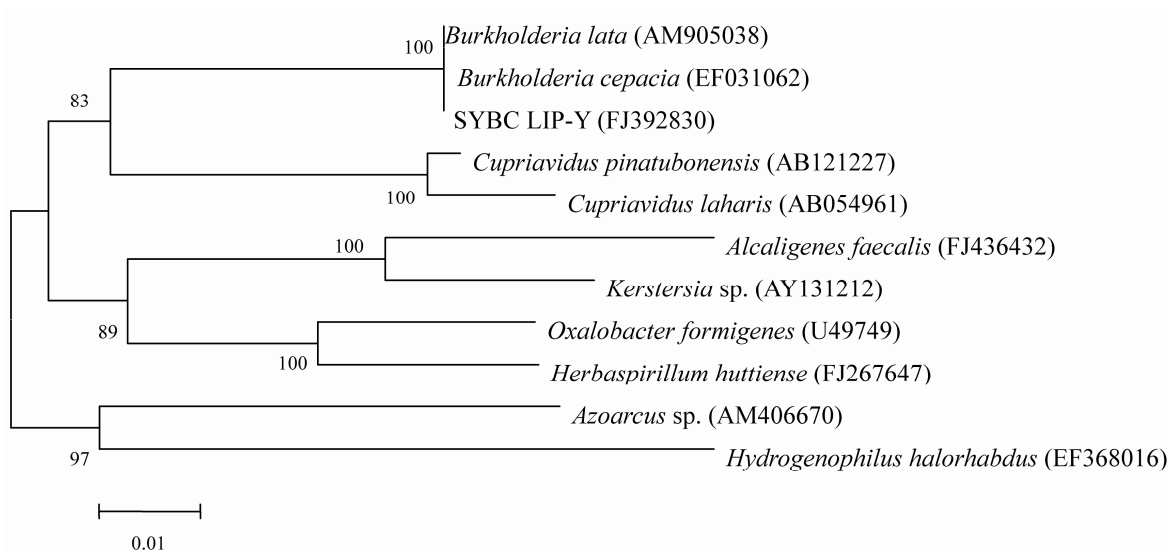 100 Burkholderia lata (AM905038)
Burkholderia cepacia (EF031062)
83
SYBC LIP-Y (FJ392830)
Cupriavidus pinatubonensis (AB121227)
100
Cupriavidus laharis (AB054961)
100 Alcaligenes faecalis (FJ436432)
Kerstersia sp. (AY131212)
89 Oxalobacter formigenes (U49749)
100
Herbaspirillum huttiense (FJ267647)
Azoarcus sp. (AM406670)
97 Hydrogenophilus halorhabdus (EF368016)
0.01